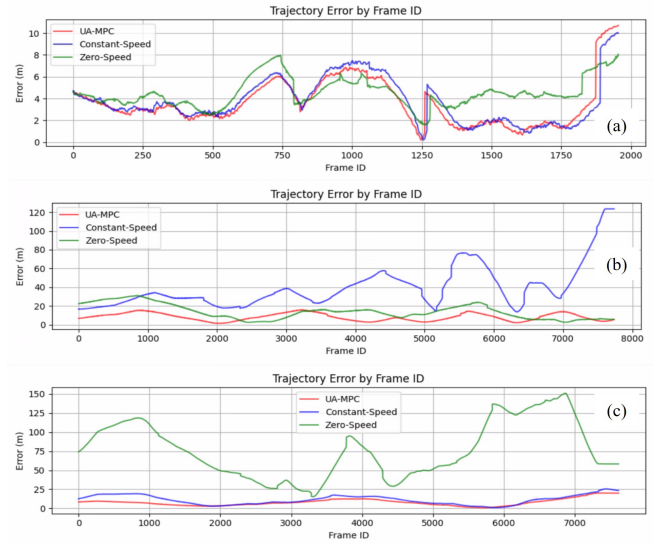 Trajectory Error by Frame ID
UA-MPC
Constant-Speed
Zero-Speed
10
8
6
4
2
0
Error (m)
(a)
0 250 500 750 1000 1250 1500 1750 2000
Frame ID
Trajectory Error by Frame ID
UA-MPC
Constant-Speed
Zero-Speed
120
100
80
60
40
20
0
Error (m)
(b)
0 1000 2000 3000 4000 5000 6000 7000 8000
Frame ID
Trajectory Error by Frame ID
UA-MPC
Constant-Speed
Zero-Speed
150
125
100
75
50
25
0
Error (m)
(c)
0 1000 2000 3000 4000 5000 6000 7000
Frame ID